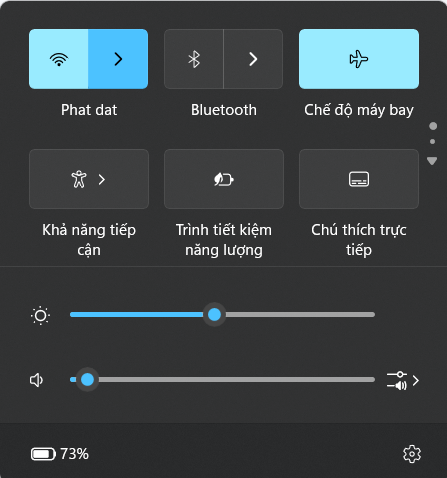 Phat dat
Bluetooth
Chế độ máy bay
Khả năng tiếp
cận
Trình tiết kiệm
năng lượng
Chú thích trực
tiếp
73%